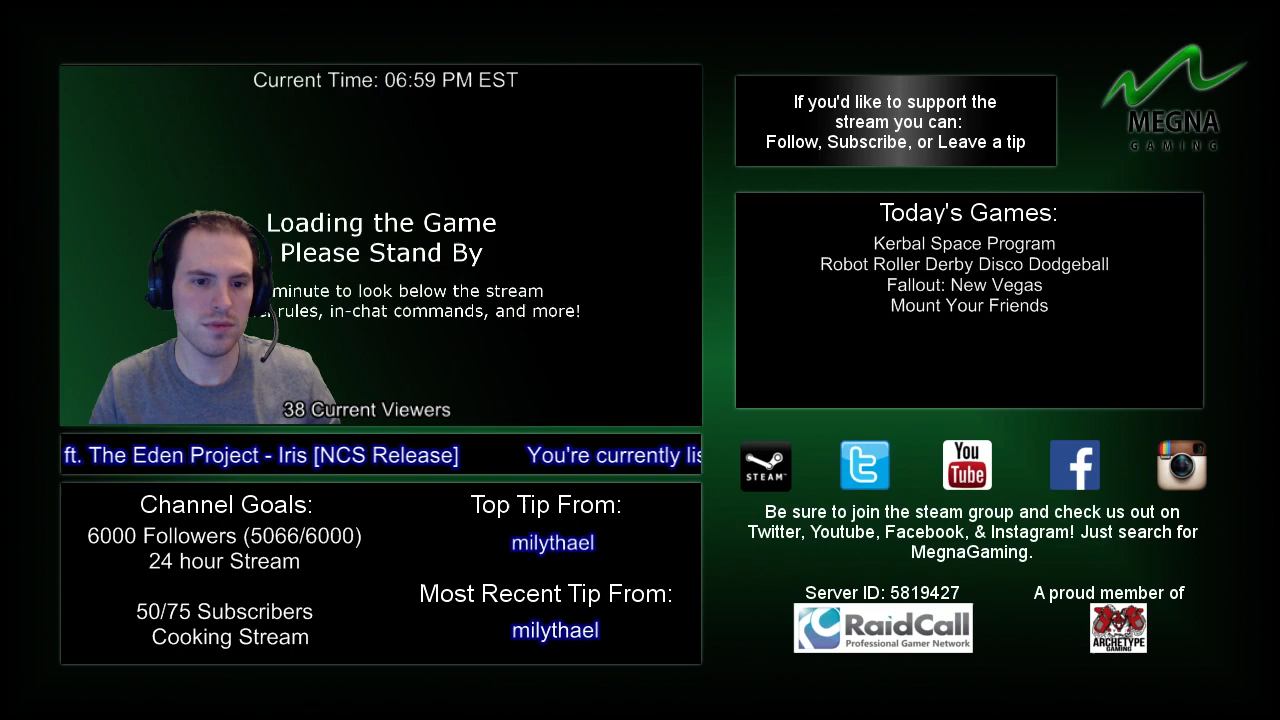 Current Time: 06:59 PM EST
Loading the Game
Please Stand By
minute to look below the stream
rules, in-chat commands, and more!
38 Current Viewers
ft. The Eden Project - Iris [NCS Release] You're currently lis
Channel Goals:
6000 Followers (5066/6000)
24 hour Stream
50/75 Subscribers
Cooking Stream
Top Tip From:
milythael
Most Recent Tip From:
milythael
If you'd like to support the
stream you can:
Follow, Subscribe, or Leave a tip
MEGNA
GAMING
Today's Games:
Kerbal Space Program
Robot Roller Derby Disco Dodgeball
Fallout: New Vegas
Mount Your Friends
STEAM™
You
Tube
Be sure to join the steam group and check us out on
Twitter, Youtube, Facebook, & Instagram! Just search for
MegnaGaming.
Server ID: 5819427
RaidCall
Professional Gamer Network
A proud member of
ARCHETYPE
GAMING